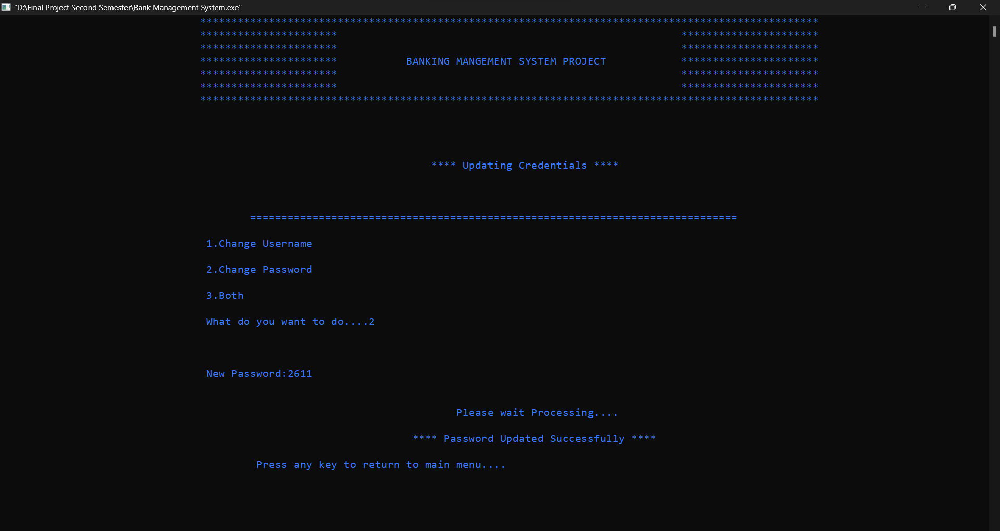 "D:\Final Project Second Semester\Bank Management System.exe"
***************************************************************************************************
********************** **********************
********************** **********************
********************** BANKING MANGEMENT SYSTEM PROJECT **********************
********************** **********************
********************** **********************
***************************************************************************************************
**** Updating Credentials ****
==============================================================================
1.Change Username
2.Change Password
3.Both
What do you want to do....2
New Password:2611
Please wait Processing....
**** Password Updated Successfully ****
Press any key to return to main menu....